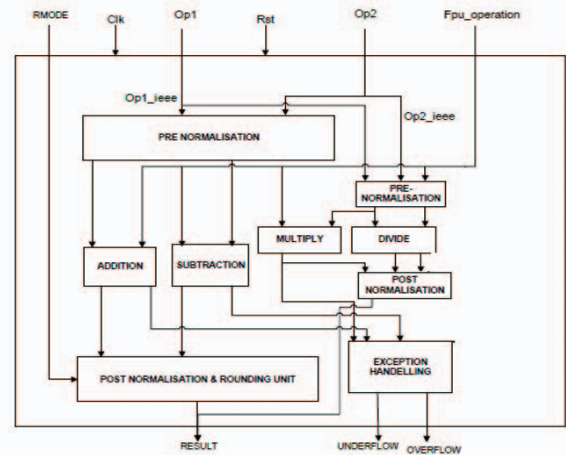 RMODE
Clk
Op1
Rst
Op2
Fpu_operation
Op1_ieee
Op2_ieee
PRE NORMALISATION
PRE-
NORMALISATION
MULTIPLY
DIVIDE
ADDITION
SUBTRACTION
POST
NORMALISATION
POST NORMALISATION & ROUNDING UNIT
EXCEPTION
HANDELLING
RESULT
UNDERFLOW
OVERFLOW